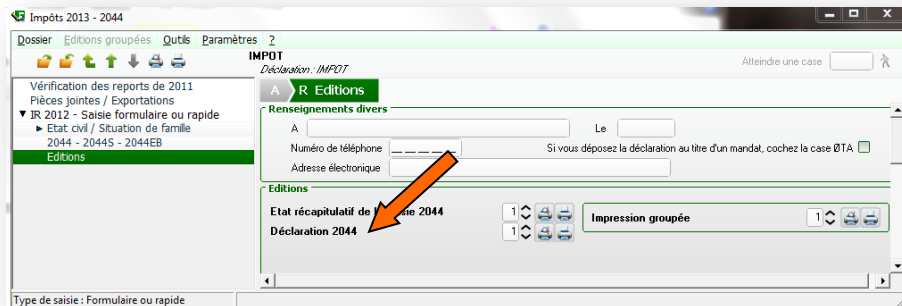 Impôts 2013 - 2044
Dossier Editions groupées Outils Paramètres ?
IMPOT
Déclaration : IMPOT
Atteindre une case
Vérification des reports de 2011
Pièces jointes / Exportations
IR 2012 - Saisie formulaire ou rapide
Etat civil / Situation de famille
2044 - 2044S - 2044EB
Editions
A R Editions
Renseignements divers
A Le
Numéro de téléphone Si vous déposez la déclaration au titre d'un mandat, cochez la case ØTA
Adresse électronique
Editions
Etat récapitulatif de sie 2044 1
Déclaration 2044 1
Impression groupée 1
Type de saisie : Formulaire ou rapide